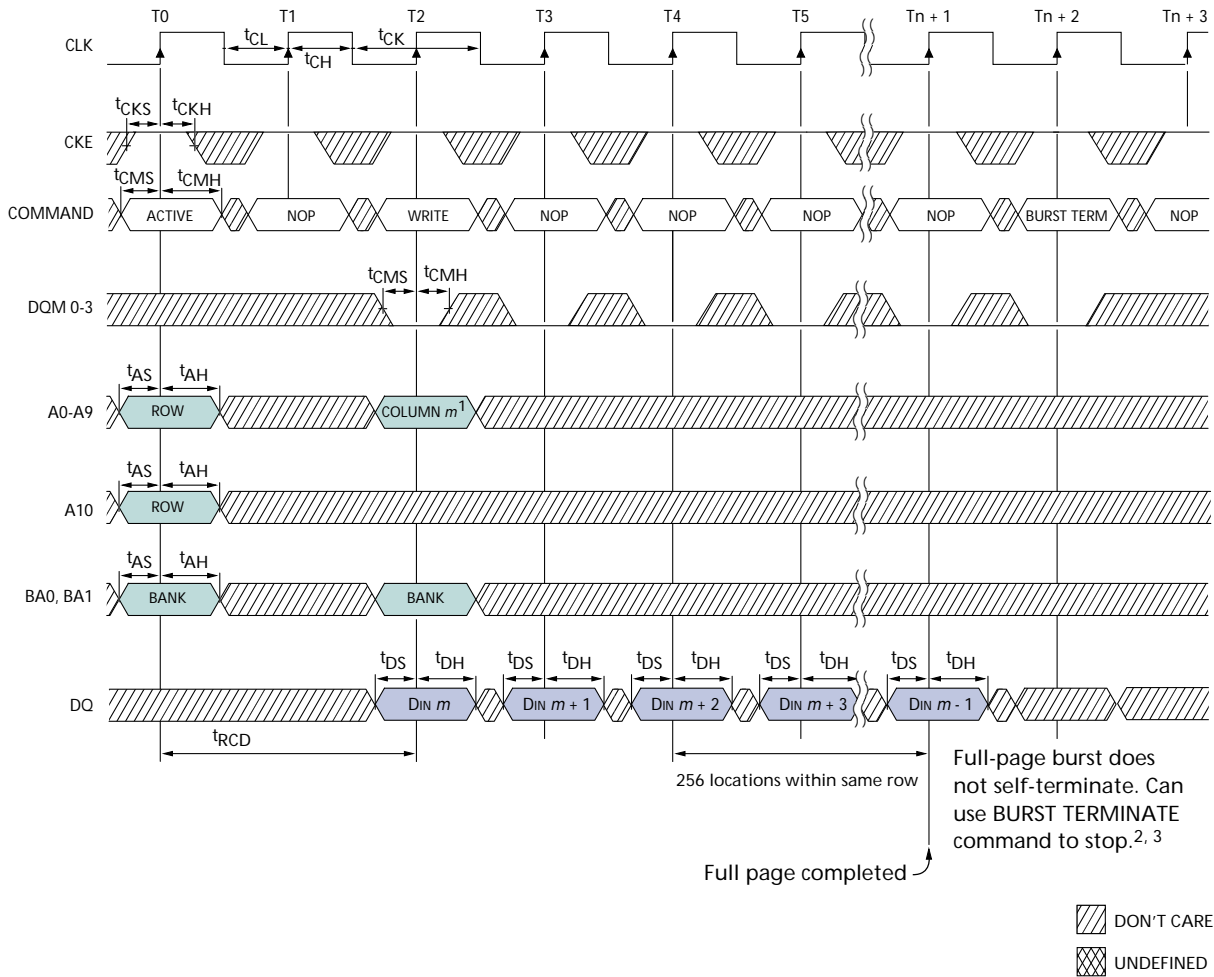 T0 T1 T2 T3 T4 T5 Tn + 1 Tn + 2 Tn + 3
CLK
tCL tCK
tCH
tCKS tCKH
CKE
tCMS tCMH
COMMAND ACTIVE NOP WRITE NOP NOP NOP NOP BURST TERM NOP
tCMS tCMH
DQM 0-3
tAS tAH
A0-A9 ROW COLUMN m1
tAS tAH
A10 ROW
tAS tAH
BA0, BA1 BANK BANK
tDS tDH tDS tDH tDS tDH tDS tDH tDS tDH
DQ DIN m DIN m + 1 DIN m + 2 DIN m + 3 DIN m - 1
tRCD
256 locations within same row
Full-page burst does
not self-terminate. Can
use BURST TERMINATE
command to stop.2, 3
Full page completed
DON'T CARE
UNDEFINED